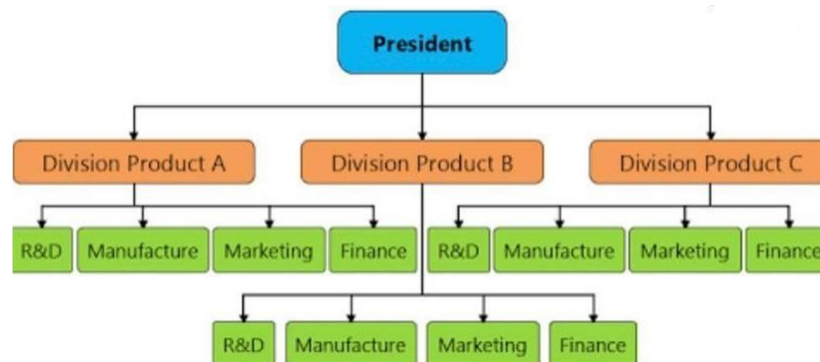 President
Division Product A
Division Product B
Division Product C
R&D
Manufacture
Marketing
Finance
R&D
Manufacture
Marketing
Finance
R&D
Manufacture
Marketing
Finance